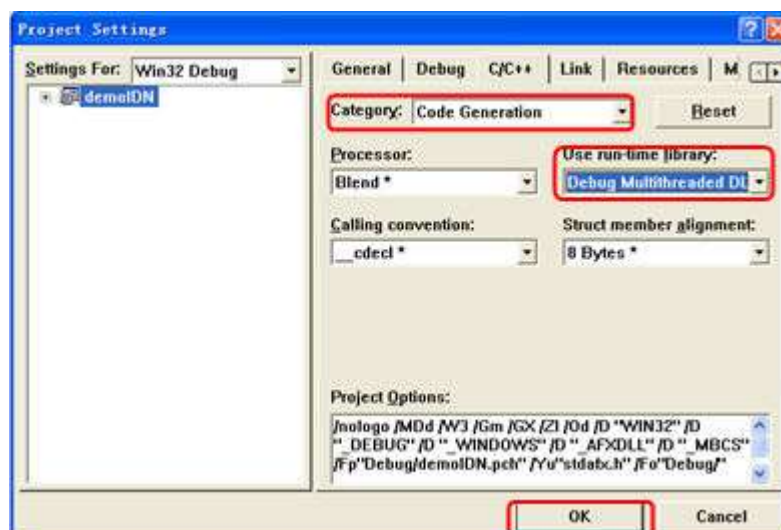 Project Settings
Settings For: Win32 Debug
demoIDN
General Debug C/C++ Link Resources M
Category: Code Generation Reset
Processor: Use run-time library:
Blend * Debug Multithreaded DL
Calling convention: Struct member alignment:
__cdecl * 8 Bytes *
Project Options:
/nologo /MDd /W3 /Gm /GX /ZI /Od /D "WIN32" /D
"_DEBUG" /D "_WINDOWS" /D "_AFXDLL" /D "_MBCS"
/Fp"Debug/demoIDN.pch" /Yu"stdafx.h" /Fo"Debug/"
OK Cancel